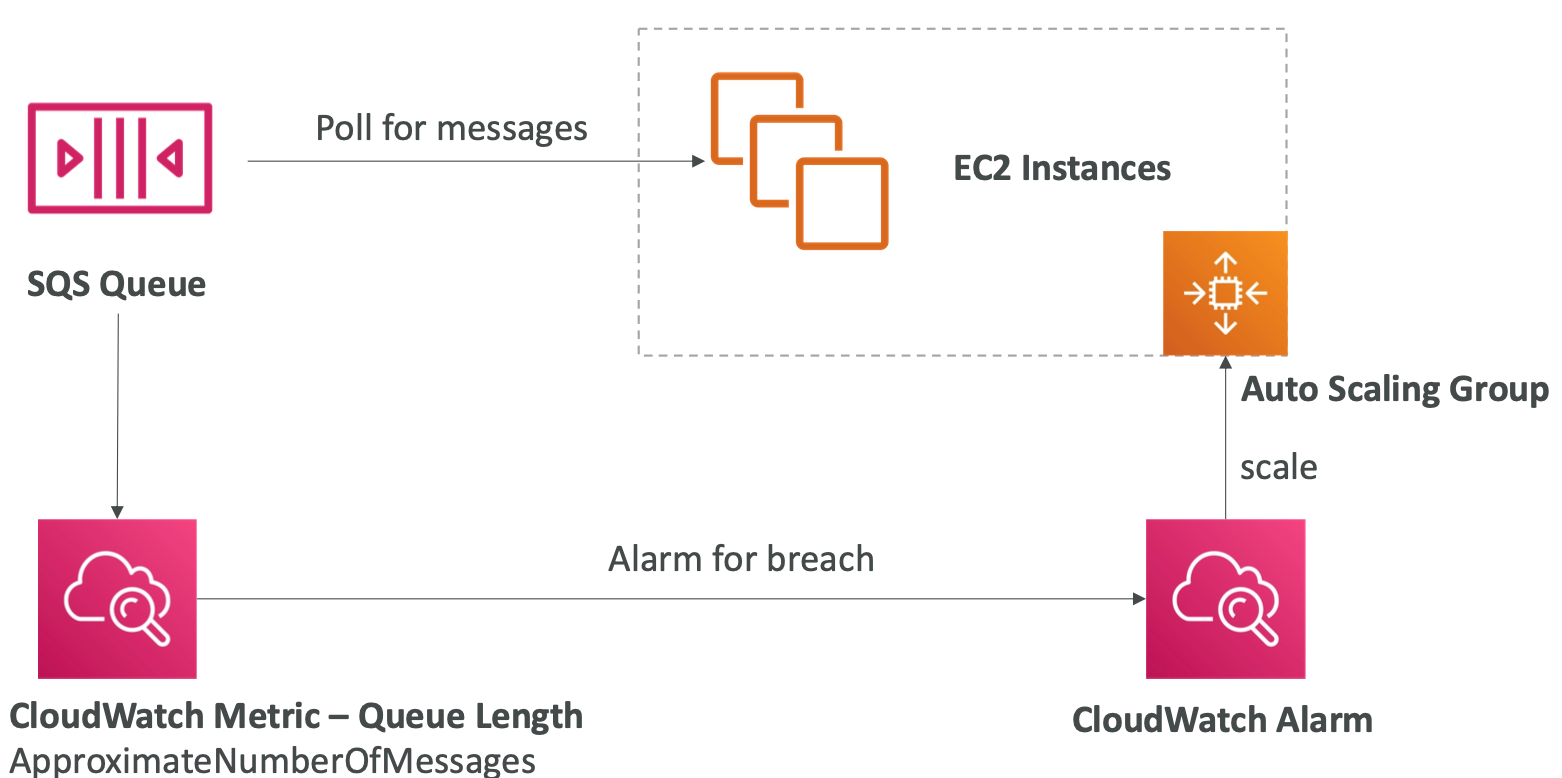 Poll for messages
EC2 Instances
SQS Queue
Auto Scaling Group
scale
Alarm for breach
CloudWatch Metric – Queue Length
ApproximateNumberOfMessages
CloudWatch Alarm